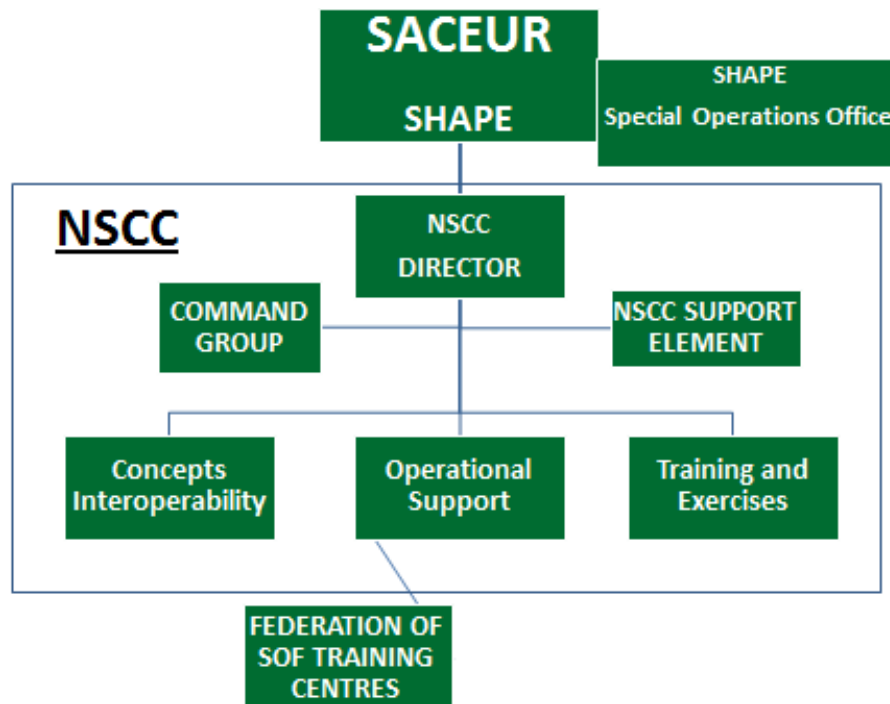 SACEUR
SHAPE
SHAPE
Special Operations Office
NSCC
NSCC
DIRECTOR
COMMAND
GROUP
NSCC SUPPORT
ELEMENT
Concepts
Interoperability
Operational
Support
Training and
Exercises
FEDERATION OF
SOF TRAINING
CENTRES